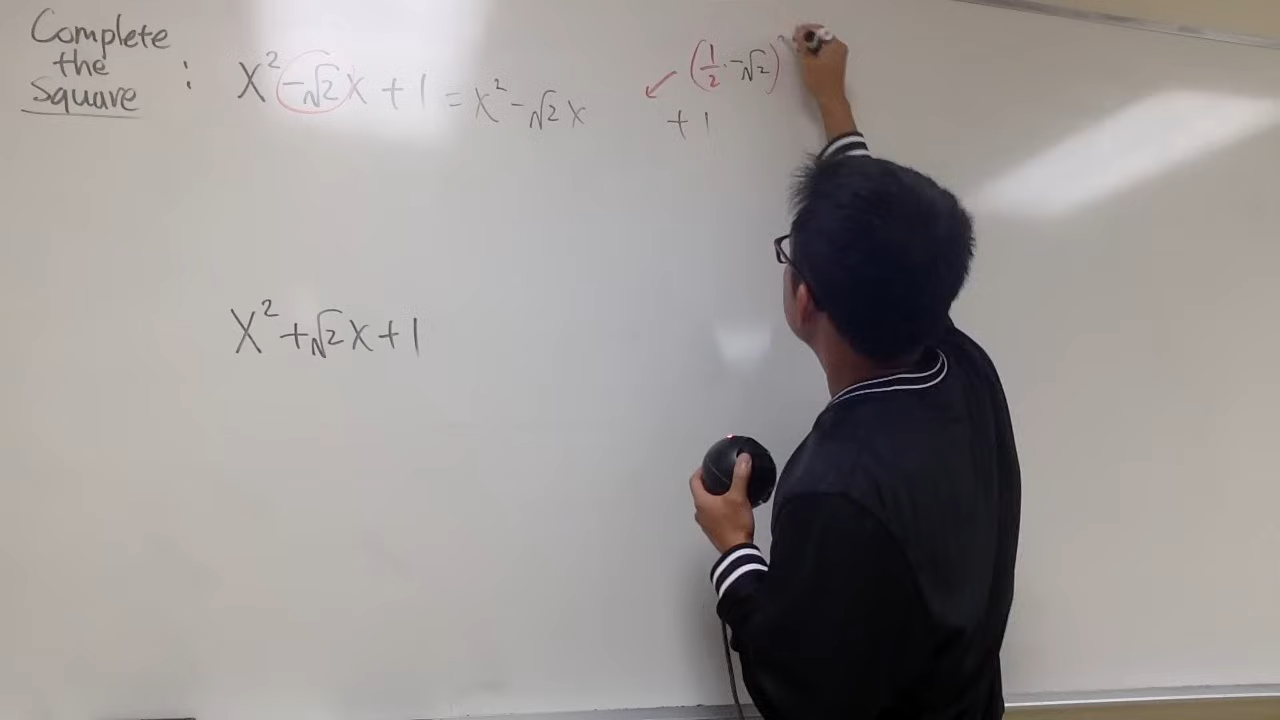 Complete
the
Square :
x² - √2 x + 1 = x² - √2 x + 1
(1/2 · -√2)
x² + √2 x + 1